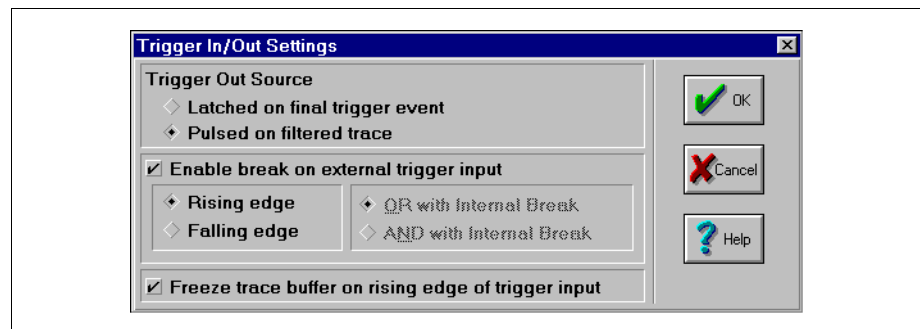 Trigger In/Out Settings
Trigger Out Source
Latched on final trigger event
Pulsed on filtered trace
Enable break on external trigger input
Rising edge
Falling edge
OR with Internal Break
AND with Internal Break
Freeze trace buffer on rising edge of trigger input
OK
Cancel
Help